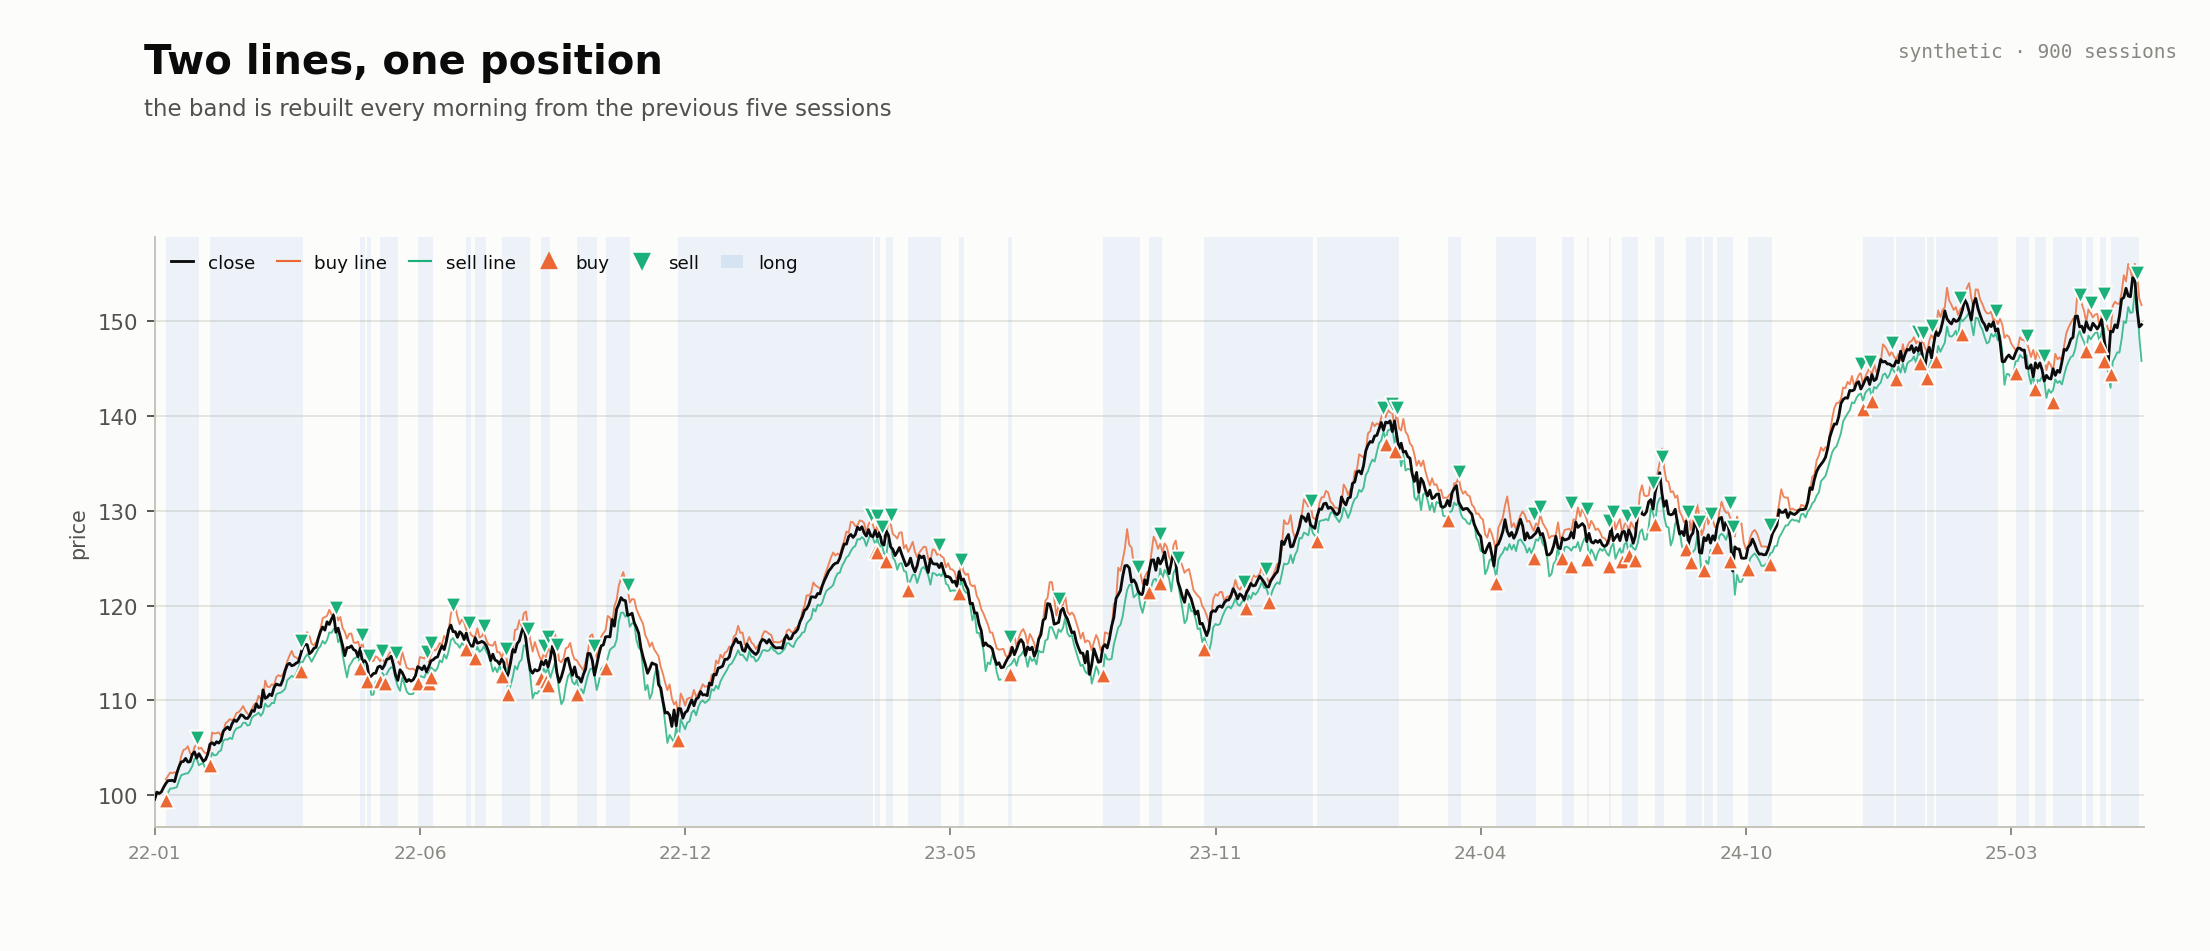 Two lines, one position
synthetic · 900 sessions
the band is rebuilt every morning from the previous five sessions
close buy line sell line buy sell long
150
140
130
120
110
100
price
22-01 22-06 22-12 23-05 23-11 24-04 24-10 25-03